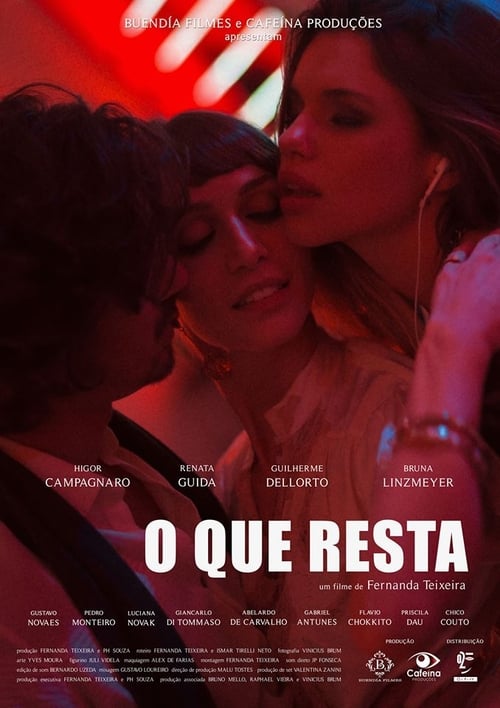 BUENDÍA FILMES e CAFEÍNA PRODUÇÕES
apresentam
HIGOR CAMPAGNARO
RENATA GUIDA
GUILHERME DELLORTO
BRUNA LINZMEYER
O QUE RESTA
um filme de Fernanda Teixeira
GUSTAVO NOVAES
PEDRO MONTEIRO
LUCIANA NOVAK
GIANCARLO DI TOMMASO
ABELARDO DE CARVALHO
GABRIEL ANTUNES
FLAVIO CHOKKITO
PRISCILA DAU
CHICO COUTO
produção FERNANDA TEIXEIRA e PH SOUZA roteiro FERNANDA TEIXEIRA e ISMAR TIRELLI NETO fotografia VINICIUS BRUM
arte YVES MOURA figurino JULI VIDELA maquiagem ALEX DE FARIAS montagem FERNANDA TEIXEIRA som direto JP FONSECA
edição de som BERNARDO UZEDA mixagem GUSTAVO LOUREIRO direção de produção MALU TOSTES produção de set VALENTINA ZANINI
produção executiva FERNANDA TEIXEIRA e PH SOUZA produção associada BRUNO MELLO, RAPHAEL VIEIRA e VINICIUS BRUM
PRODUÇÃO
DISTRIBUIÇÃO
Cafeína
PRODUÇÕES